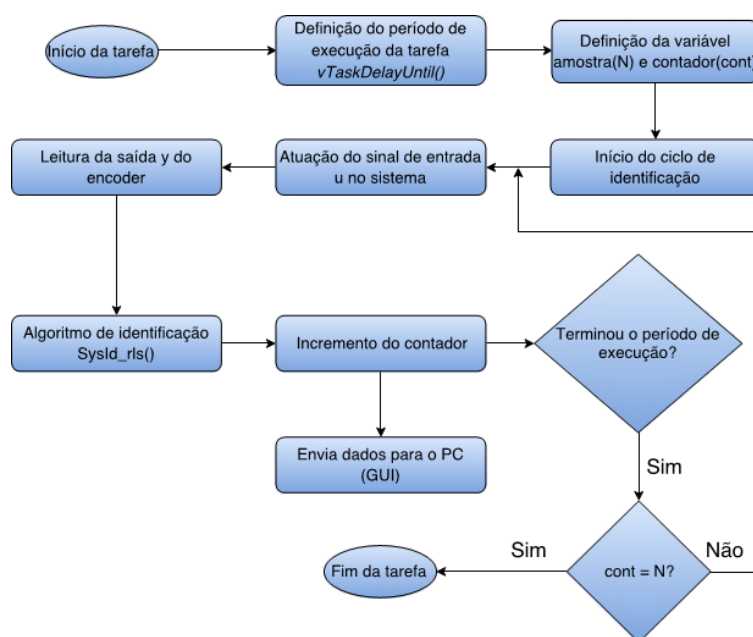 Início da tarefa
Definição do período de
execução da tarefa
vTaskDelayUntil()
Definição da variável
amostra(N) e contador(cont)
Leitura da saída y do
encoder
Atuação do sinal de entrada
u no sistema
Início do ciclo de
identificação
Algoritmo de identificação
SysId_rls()
Incremento do contador
Terminou o período de
execução?
Envia dados para o PC
(GUI)
Sim
Sim
Não
Fim da tarefa
cont = N?